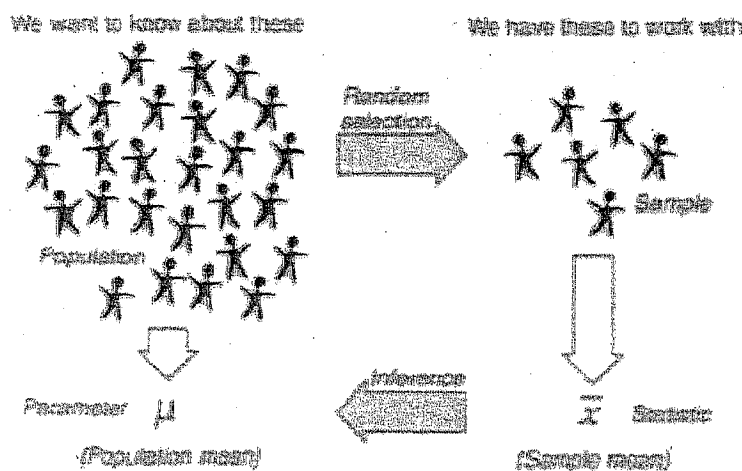 We want to know about these
We have these to work with
Random
selection
Sample
Population
Inference
Parameter μ
x̄ Statistic
(Population mean)
(Sample mean)